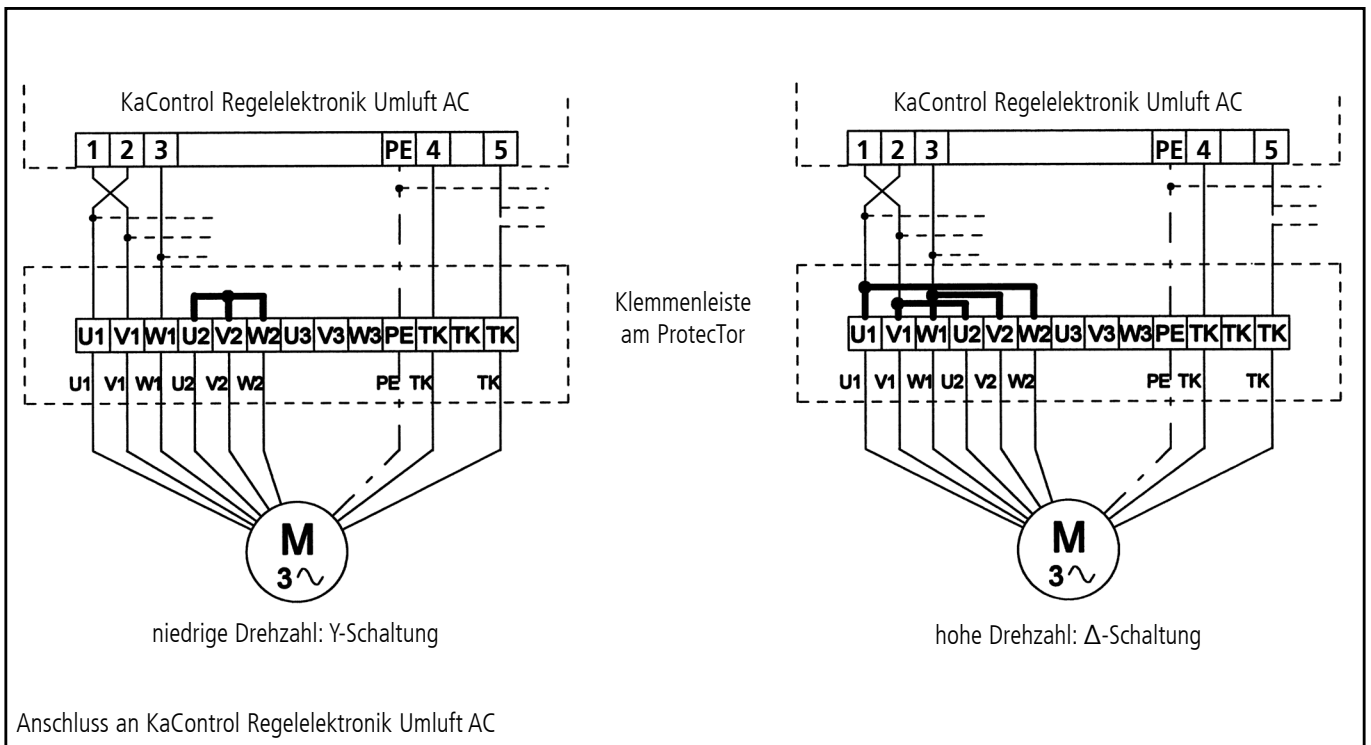 KaControl Regelelektronik Umluft AC
1 2 3 PE 4 5
U1 V1 W1 U2 V2 W2 U3 V3 W3 PE TK TK TK
U1 V1 W1 U2 V2 W2 PE TK TK
M
3~
niedrige Drehzahl: Y-Schaltung
Klemmenleiste
am ProtecTor
KaControl Regelelektronik Umluft AC
1 2 3 PE 4 5
U1 V1 W1 U2 V2 W2 U3 V3 W3 PE TK TK TK
U1 V1 W1 U2 V2 W2 PE TK TK
M
3~
hohe Drehzahl: Δ-Schaltung
Anschluss an KaControl Regelelektronik Umluft AC